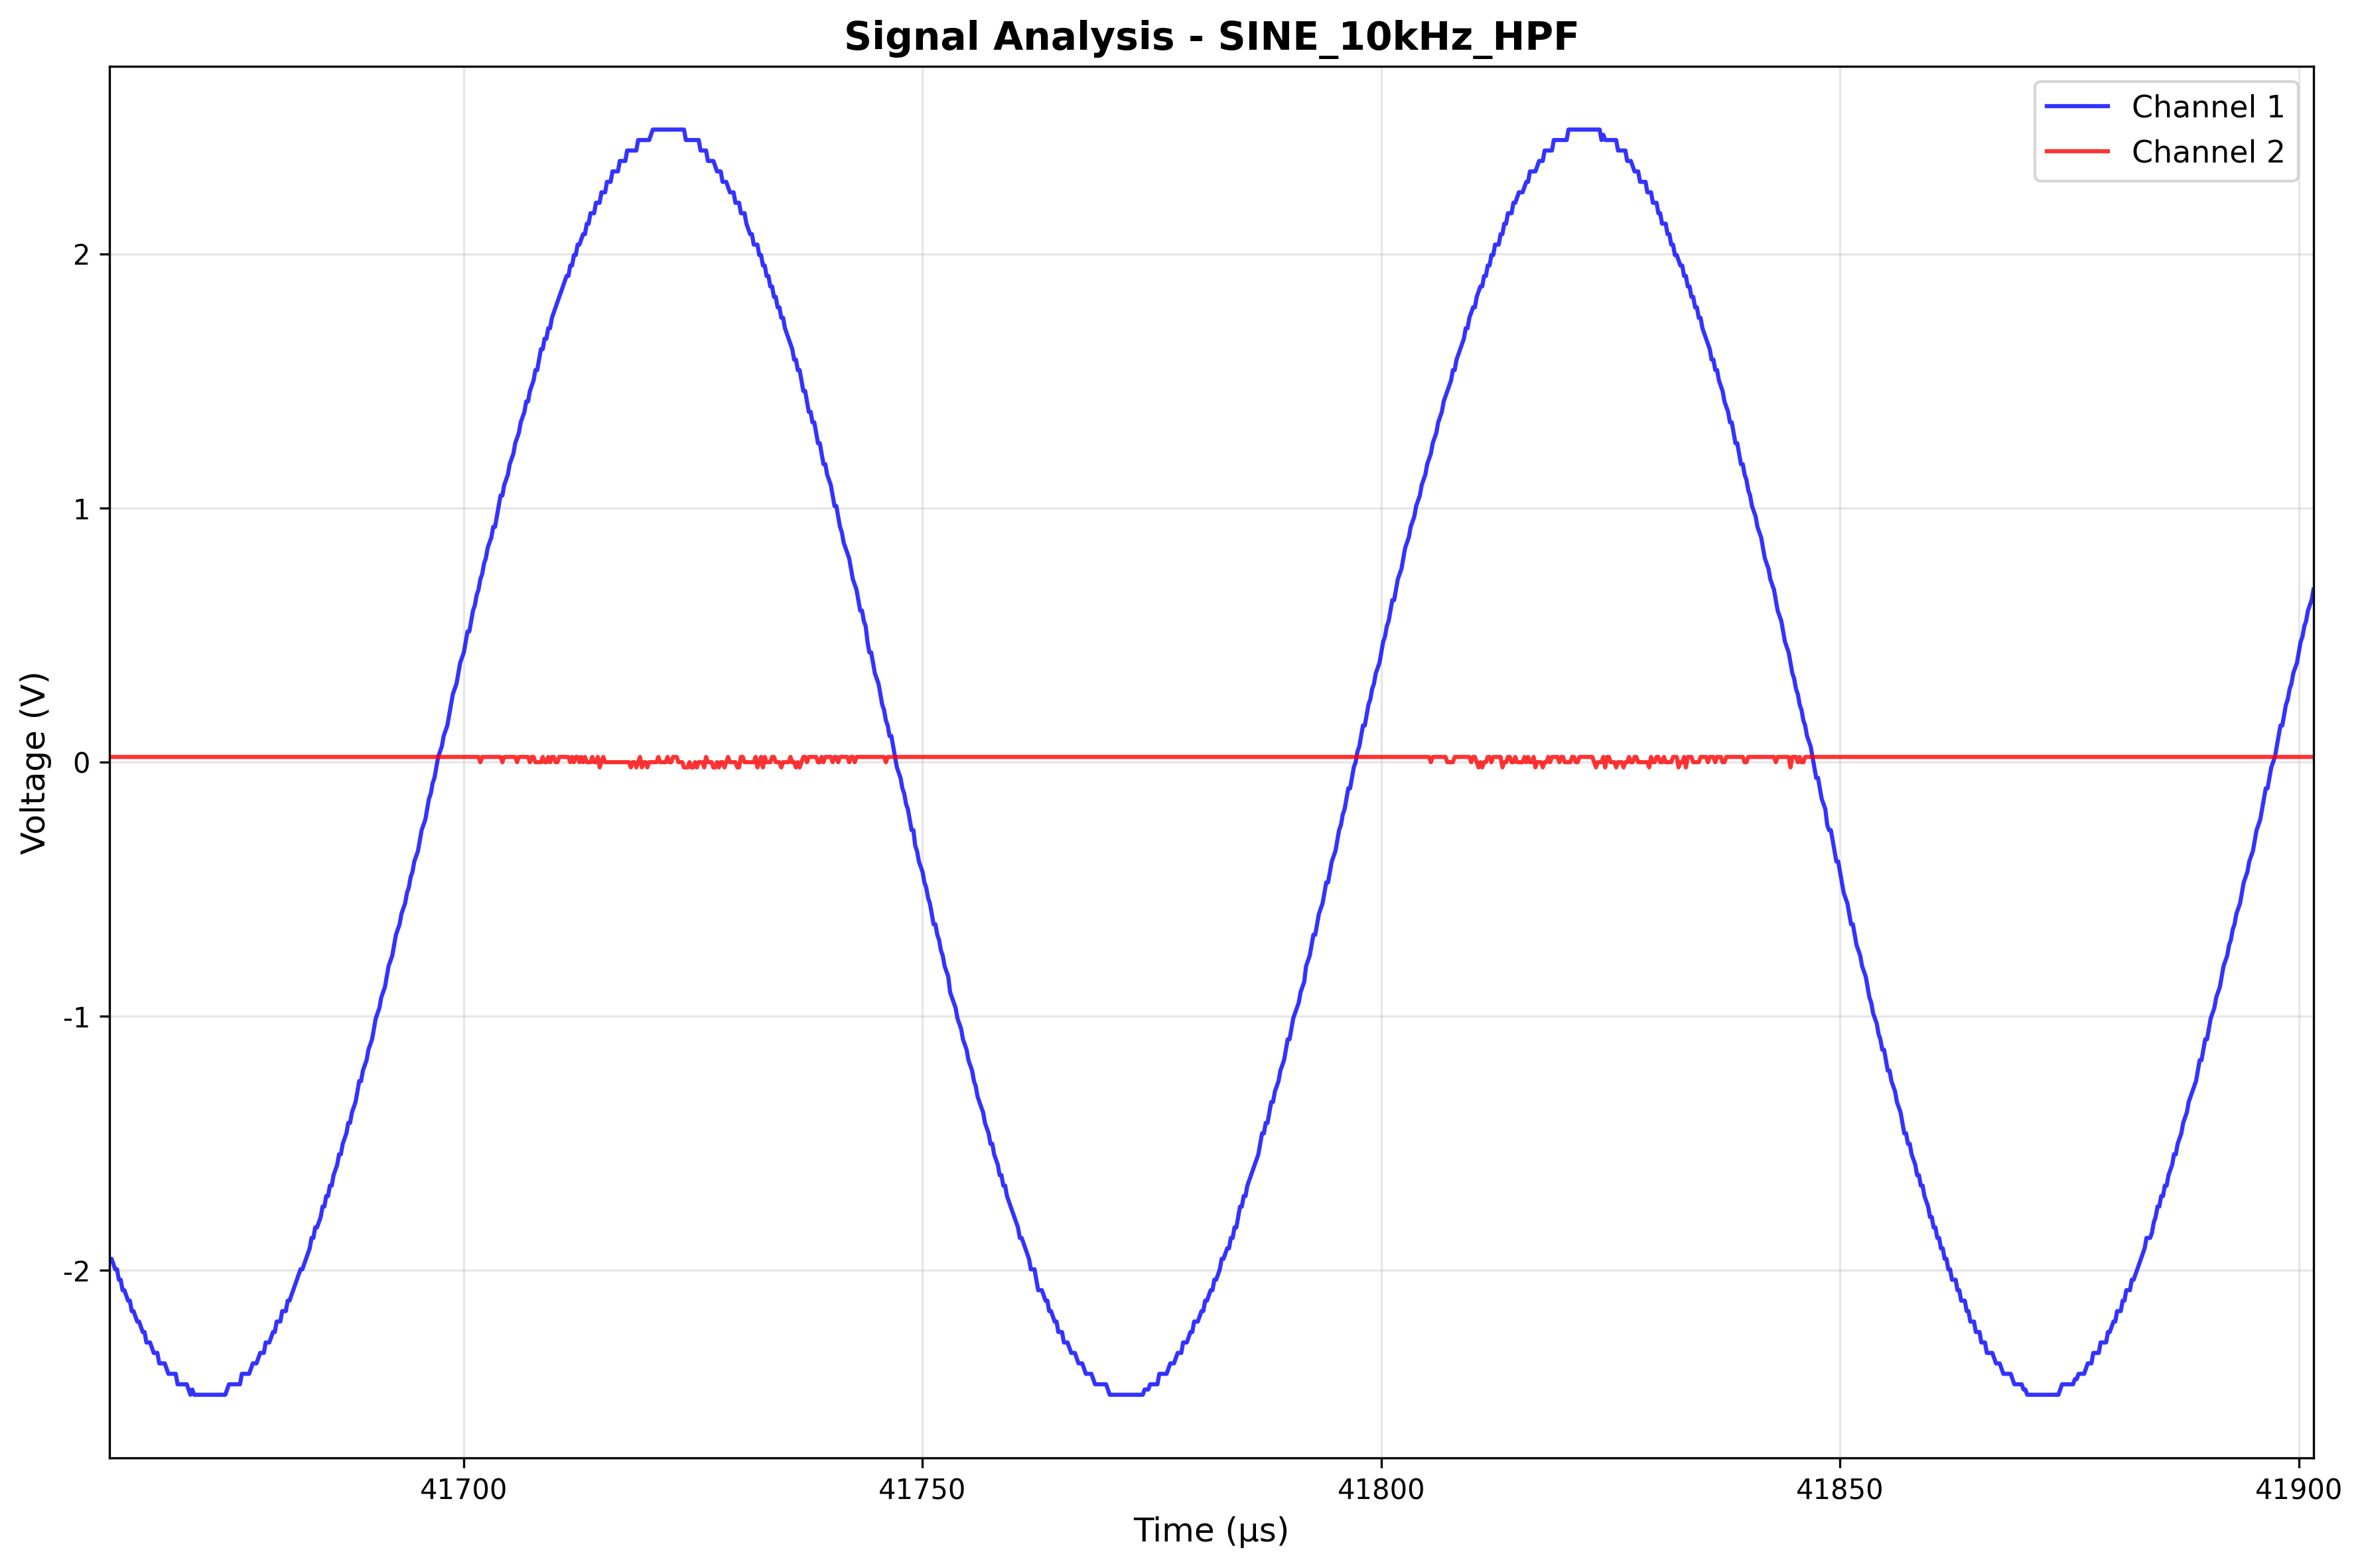 Signal Analysis - SINE_10kHz_HPF
Channel 1
Channel 2
Voltage (V)
2
1
0
-1
-2
41700
41750
41800
41850
41900
Time (μs)